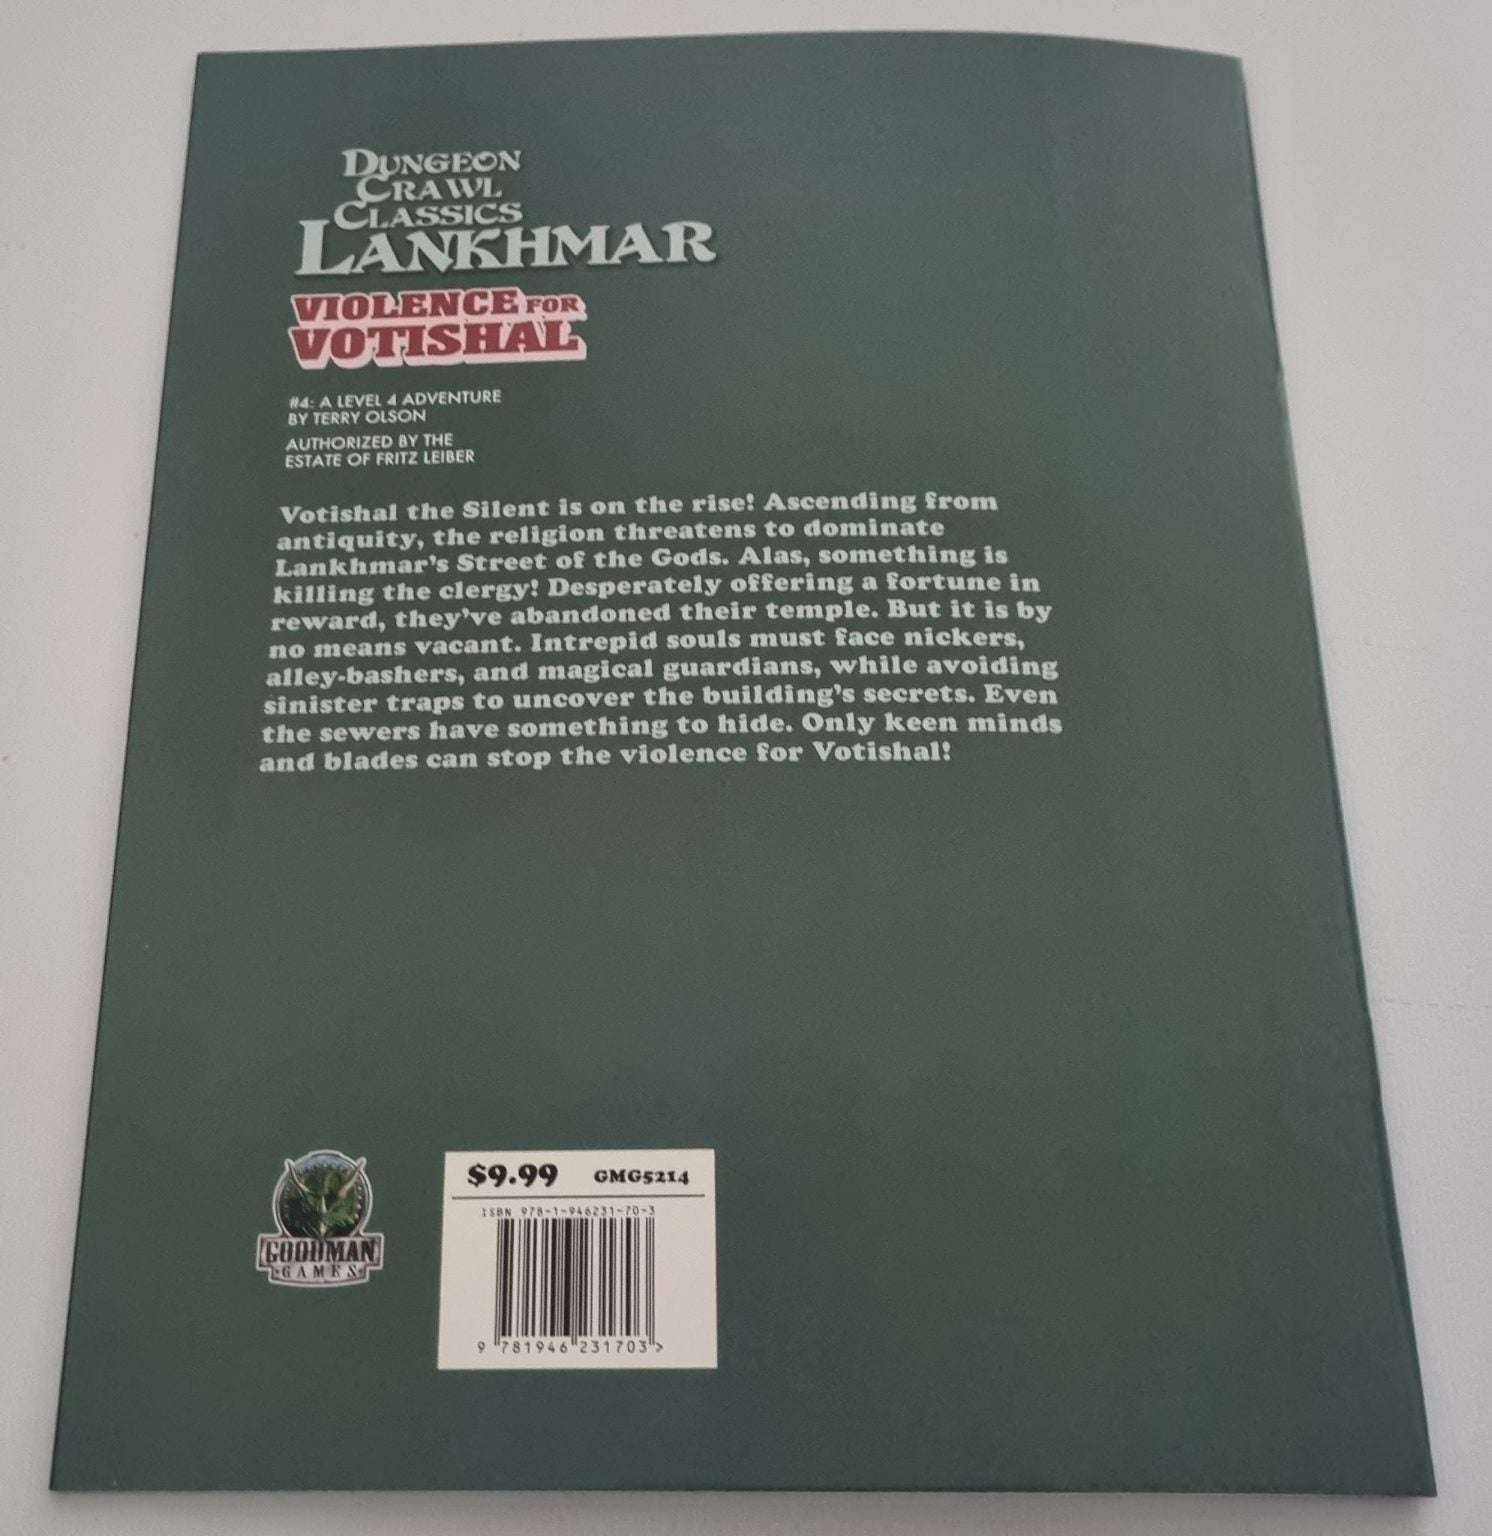 DUNGEON
CRAWL
CLASSICS
LANKHMAR
VIOLENCE FOR
VOTISHAL
#4: A LEVEL 4 ADVENTURE
BY TERRY OLSON
AUTHORIZED BY THE
ESTATE OF FRITZ LEIBER
Votishal the Silent is on the rise! Ascending from
antiquity, the religion threatens to dominate
Lankhmar's Street of the Gods. Alas, something is
killing the clergy! Desperately offering a fortune in
reward, they've abandoned their temple. But it is by
no means vacant. Intrepid souls must face nickers,
alley-bashers, and magical guardians, while avoiding
sinister traps to uncover the building's secrets. Even
the sewers have something to hide. Only keen minds
and blades can stop the violence for Votishal!
GOODMAN
GAMES
$9.99 GMG5214
ISBN 978-1-946231-70-3
9 781946 231703 >